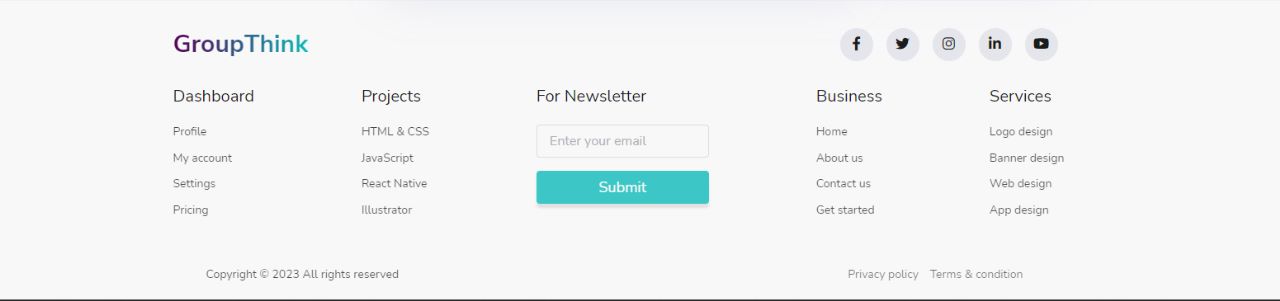 GroupThink
Dashboard
Profile
My account
Settings
Pricing
Projects
HTML & CSS
JavaScript
React Native
Illustrator
For Newsletter
Enter your email
Submit
Business
Home
About us
Contact us
Get started
Services
Logo design
Banner design
Web design
App design
Copyright © 2023 All rights reserved
Privacy policy Terms & condition